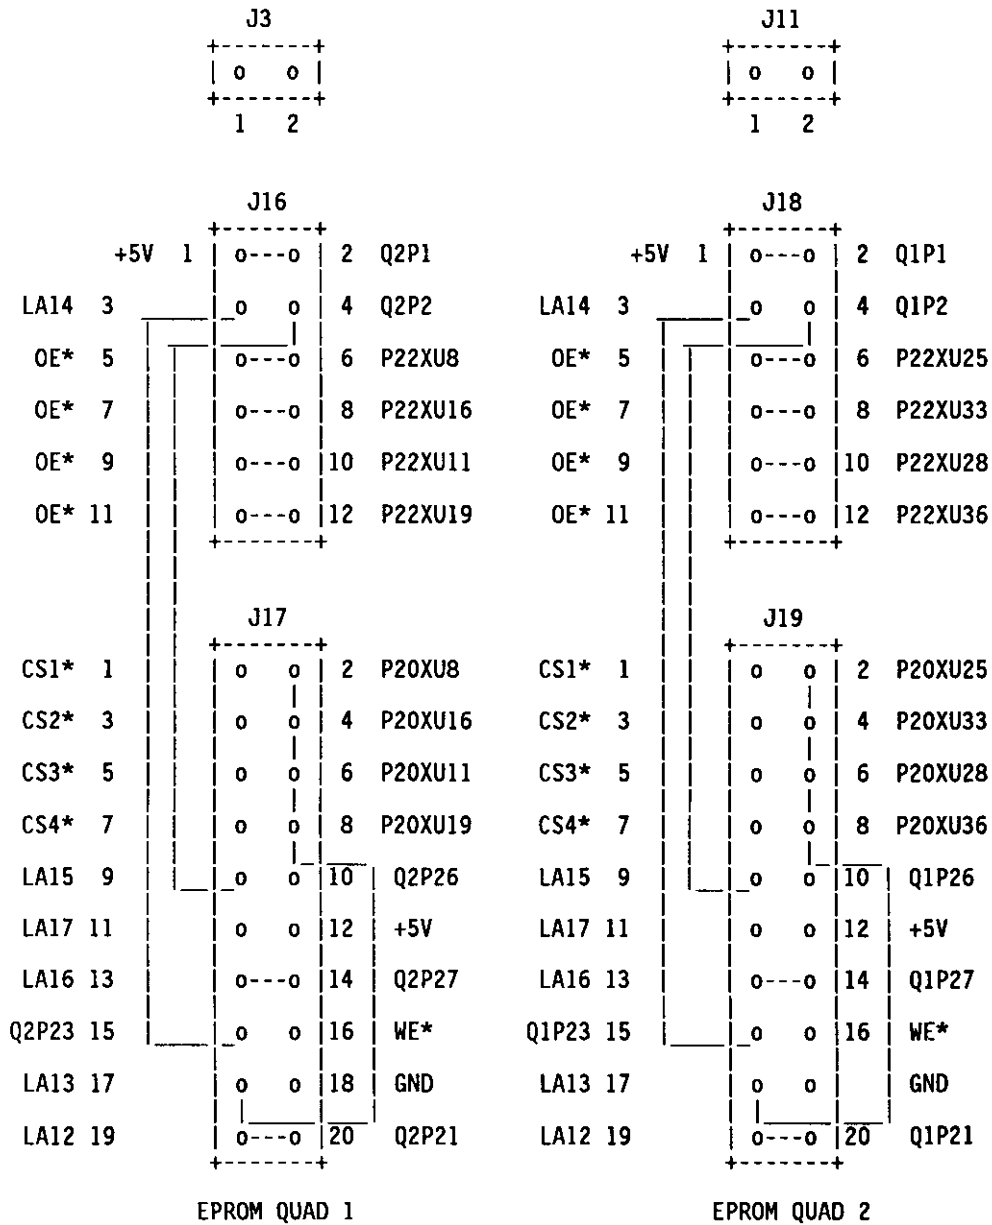 J3 J11
o o o o
1 2 1 2
J16 J18
+5V 1 o---o 2 Q2P1 +5V 1 o---o 2 Q1P1
LA14 3 o o 4 Q2P2 LA14 3 o o 4 Q1P2
OE* 5 o---o 6 P22XU8 OE* 5 o---o 6 P22XU25
OE* 7 o---o 8 P22XU16 OE* 7 o---o 8 P22XU33
OE* 9 o---o 10 P22XU11 OE* 9 o---o 10 P22XU28
OE* 11 o---o 12 P22XU19 OE* 11 o---o 12 P22XU36
J17 J19
CS1* 1 o o 2 P20XU8 CS1* 1 o o 2 P20XU25
CS2* 3 o o 4 P20XU16 CS2* 3 o o 4 P20XU33
CS3* 5 o o 6 P20XU11 CS3* 5 o o 6 P20XU28
CS4* 7 o o 8 P20XU19 CS4* 7 o o 8 P20XU36
LA15 9 o o 10 Q2P26 LA15 9 o o 10 Q1P26
LA17 11 o o 12 +5V LA17 11 o o 12 +5V
LA16 13 o---o 14 Q2P27 LA16 13 o---o 14 Q1P27
Q2P23 15 o o 16 WE* Q1P23 15 o o 16 WE*
LA13 17 o o 18 GND LA13 17 o o GND
LA12 19 o---o 20 Q2P21 LA12 19 o---o 20 Q1P21
EPROM QUAD 1 EPROM QUAD 2